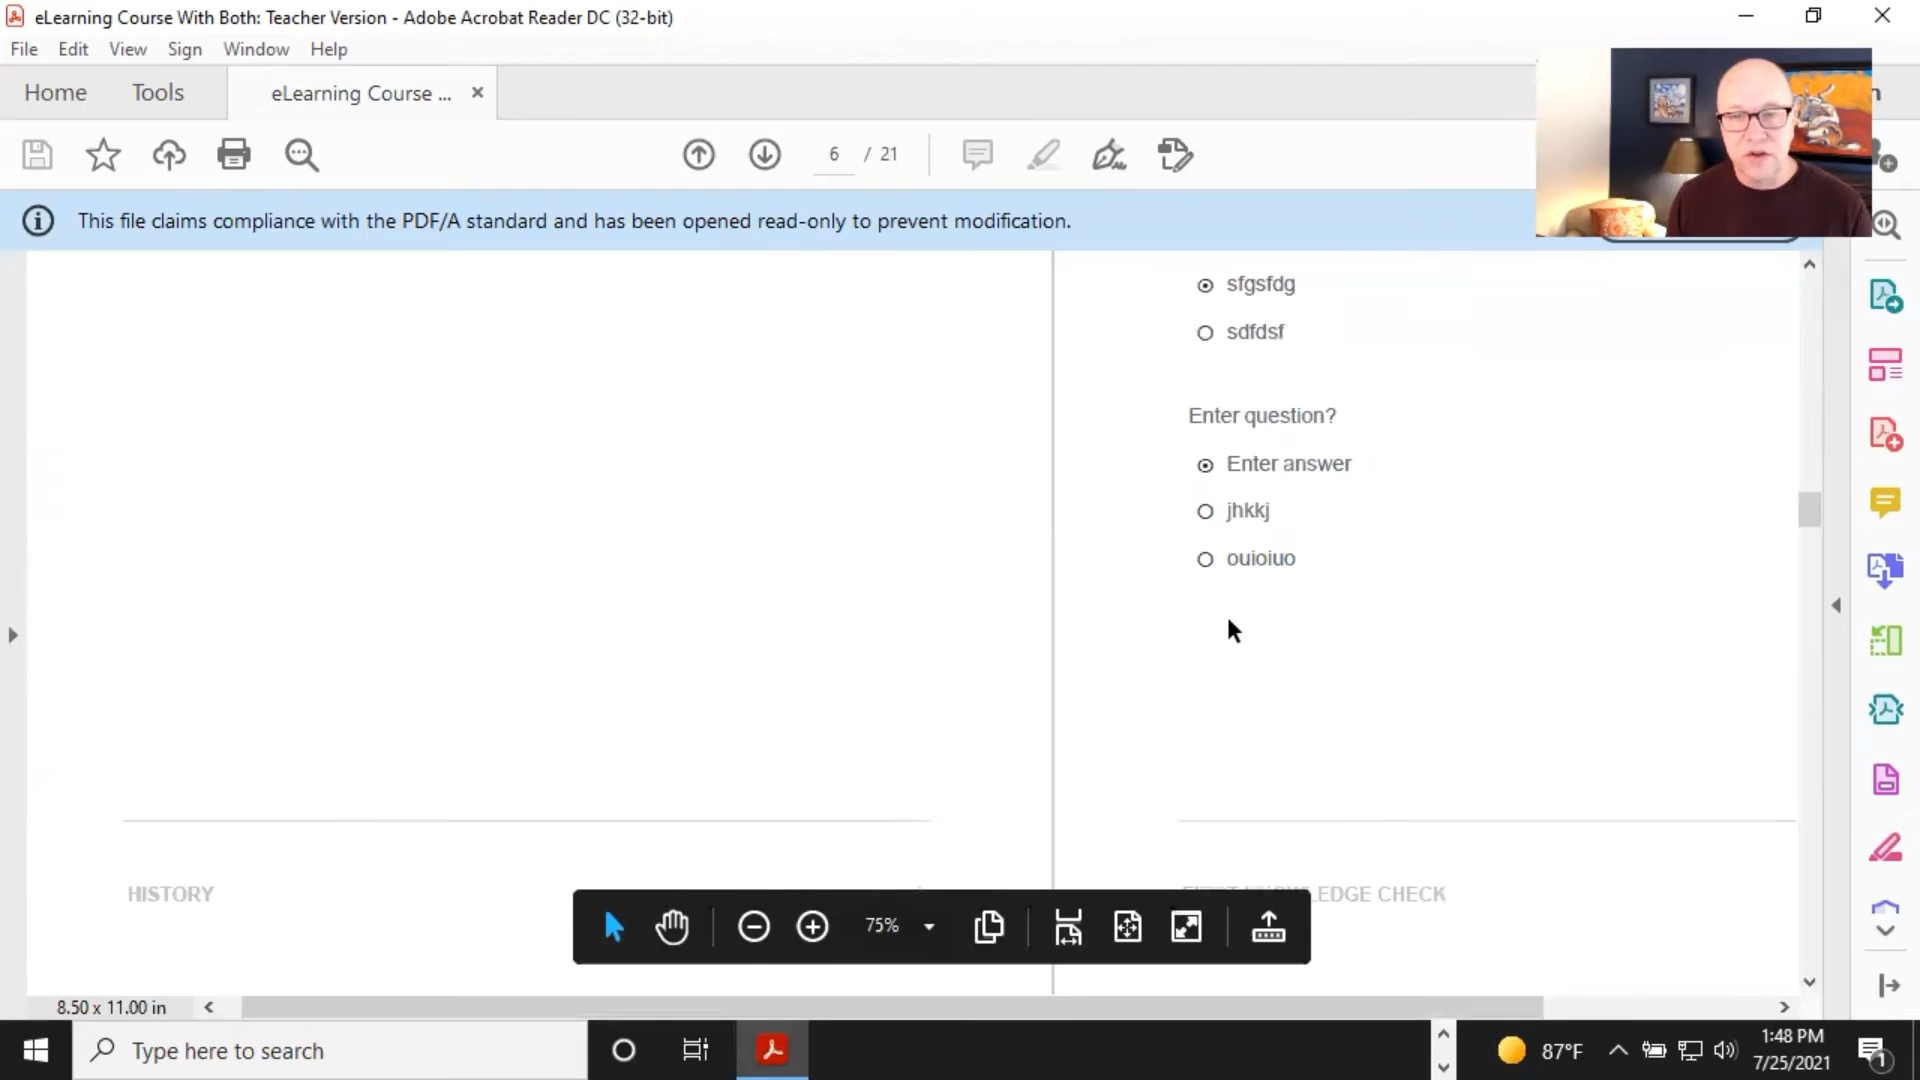 eLearning Course With Both: Teacher Version - Adobe Acrobat Reader DC (32-bit)
File Edit View Sign Window Help
Home Tools eLearning Course ...
6 / 21
This file claims compliance with the PDF/A standard and has been opened read-only to prevent modification.
sfgsfdg
sdfdsf
Enter question?
Enter answer
jhkkj
ouioiuo
HISTORY
EDGE CHECK
75%
8.50 x 11.00 in
Type here to search
87°F
1:48 PM
7/25/2021
1